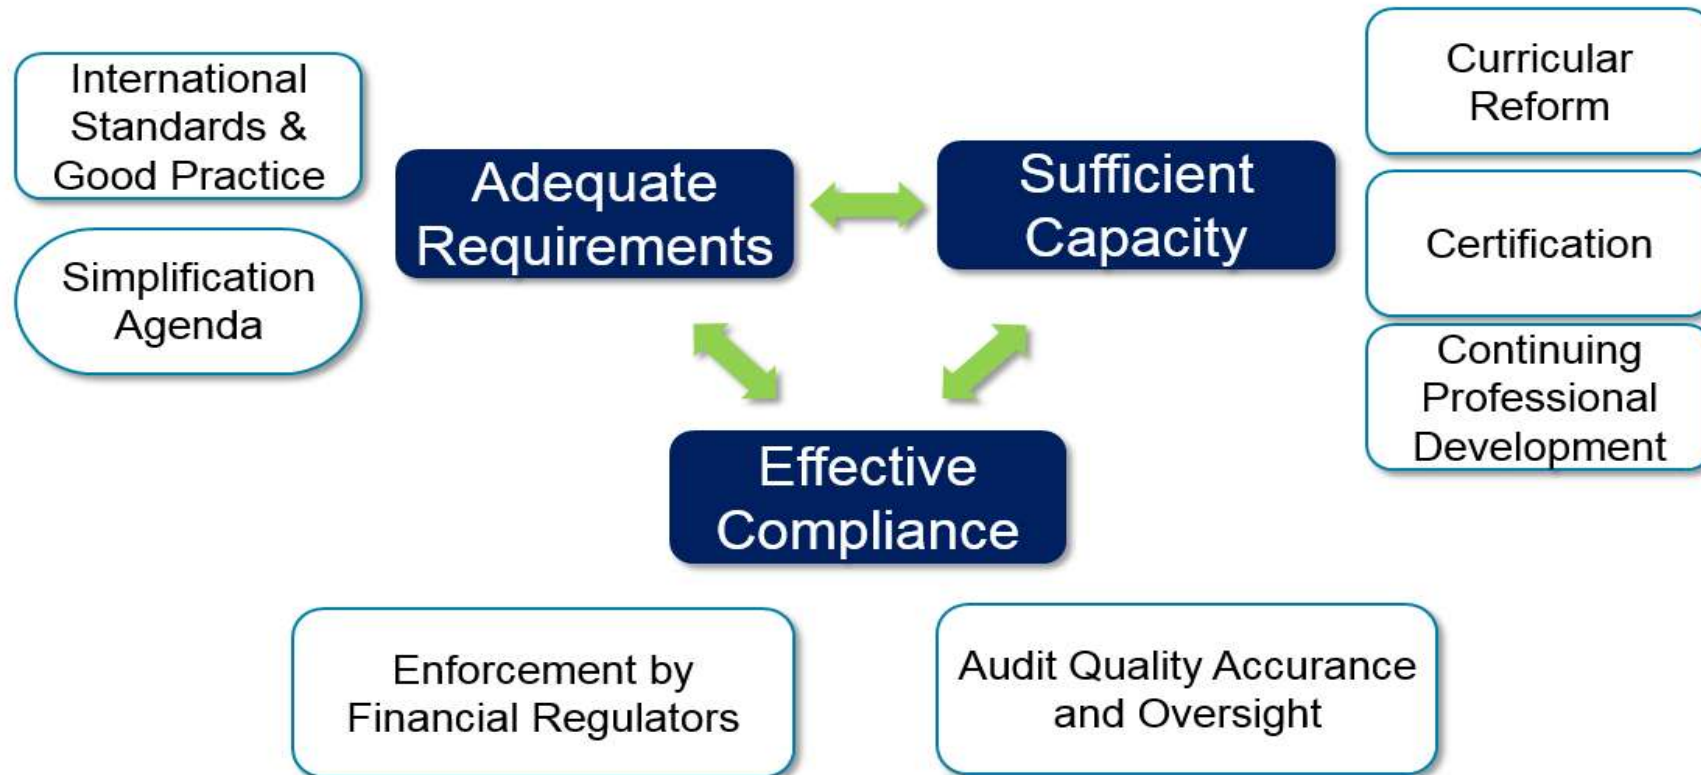 International
Standards &
Good Practice
Simplification
Agenda
Adequate
Requirements
Sufficient
Capacity
Curricular
Reform
Certification
Continuing
Professional
Development
Effective
Compliance
Enforcement by
Financial Regulators
Audit Quality Accurance
and Oversight